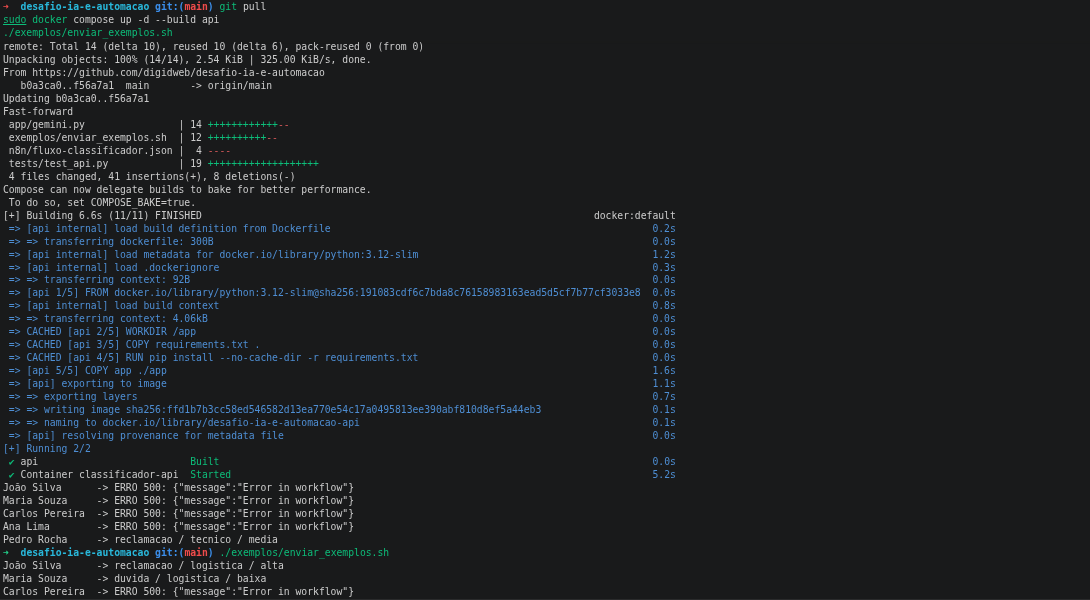 ➜  desafio-ia-e-automacao git:(main) git pull
sudo docker compose up -d --build api
./exemplos/enviar_exemplos.sh
remote: Total 14 (delta 10), reused 10 (delta 6), pack-reused 0 (from 0)
Unpacking objects: 100% (14/14), 2.54 KiB | 325.00 KiB/s, done.
From https://github.com/digidweb/desafio-ia-e-automacao
   b0a3ca0..f56a7a1  main       -> origin/main
Updating b0a3ca0..f56a7a1
Fast-forward
 app/gemini.py                | 14 ++++++++++++--
 exemplos/enviar_exemplos.sh  | 12 ++++++++++--
 n8n/fluxo-classificador.json |  4 ----
 tests/test_api.py            | 19 +++++++++++++++++++
 4 files changed, 41 insertions(+), 8 deletions(-)
Compose can now delegate builds to bake for better performance.
 To do so, set COMPOSE_BAKE=true.
[+] Building 6.6s (11/11) FINISHED                                                                   docker:default
 => [api internal] load build definition from Dockerfile                                                       0.2s
 => => transferring dockerfile: 300B                                                                           0.0s
 => [api internal] load metadata for docker.io/library/python:3.12-slim                                        1.2s
 => [api internal] load .dockerignore                                                                          0.3s
 => => transferring context: 92B                                                                               0.0s
 => [api 1/5] FROM docker.io/library/python:3.12-slim@sha256:191083cdf6c7bda8c76158983163ead5d5cf7b77cf3033e8  0.0s
 => [api internal] load build context                                                                          0.8s
 => => transferring context: 4.06kB                                                                            0.0s
 => CACHED [api 2/5] WORKDIR /app                                                                              0.0s
 => CACHED [api 3/5] COPY requirements.txt .                                                                   0.0s
 => CACHED [api 4/5] RUN pip install --no-cache-dir -r requirements.txt                                        0.0s
 => [api 5/5] COPY app ./app                                                                                   1.6s
 => [api] exporting to image                                                                                   1.1s
 => => exporting layers                                                                                        0.7s
 => => writing image sha256:ffd1b7b3cc58ed546582d13ea770e54c17a0495813ee390abf810d8ef5a44eb3                   0.1s
 => => naming to docker.io/library/desafio-ia-e-automacao-api                                                  0.1s
 => [api] resolving provenance for metadata file                                                               0.0s
[+] Running 2/2
 ✔ api                          Built                                                                          0.0s
 ✔ Container classificador-api  Started                                                                        5.2s
João Silva      -> ERRO 500: {"message":"Error in workflow"}
Maria Souza     -> ERRO 500: {"message":"Error in workflow"}
Carlos Pereira  -> ERRO 500: {"message":"Error in workflow"}
Ana Lima        -> ERRO 500: {"message":"Error in workflow"}
Pedro Rocha     -> reclamacao / tecnico / media
➜  desafio-ia-e-automacao git:(main) ./exemplos/enviar_exemplos.sh
João Silva      -> reclamacao / logistica / alta
Maria Souza     -> duvida / logistica / baixa
Carlos Pereira  -> ERRO 500: {"message":"Error in workflow"}